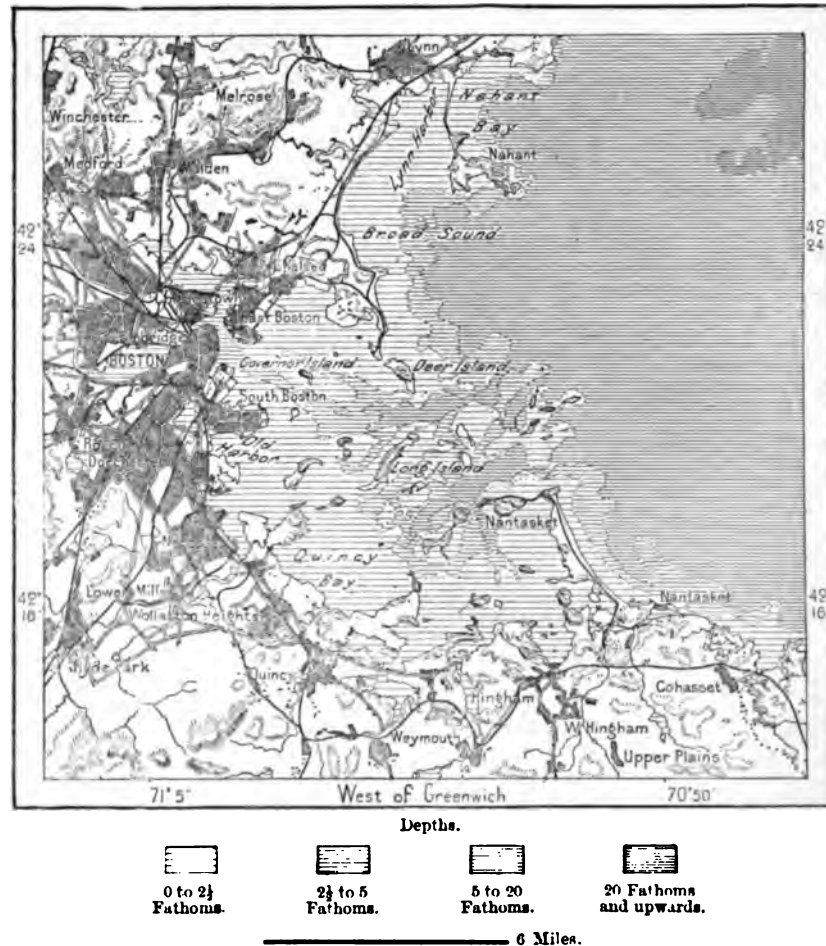 Lynn
Melrose
Nahant
Bay
Winchester
Lynn Harbor
Medford
Malden
Nahant
42
24
42
24
Broad Sound
Chelsea
East Boston
BOSTON
Governor Island
Deer Island
South Boston
Old
Harbor
Long Island
Nantasket
Quincy
Bay
Lower Mill
Nantasket
42
16
42
16
Wollaston Heights
Hyde Park
Quincy
Hingham
Cohasset
Weymouth
W. Hingham
Upper Plains
71°5'
West of Greenwich
70°50'
Depths.
0 to 2½
Fathoms.
2½ to 5
Fathoms.
5 to 20
Fathoms.
20 Fathoms
and upwards.
6 Miles.